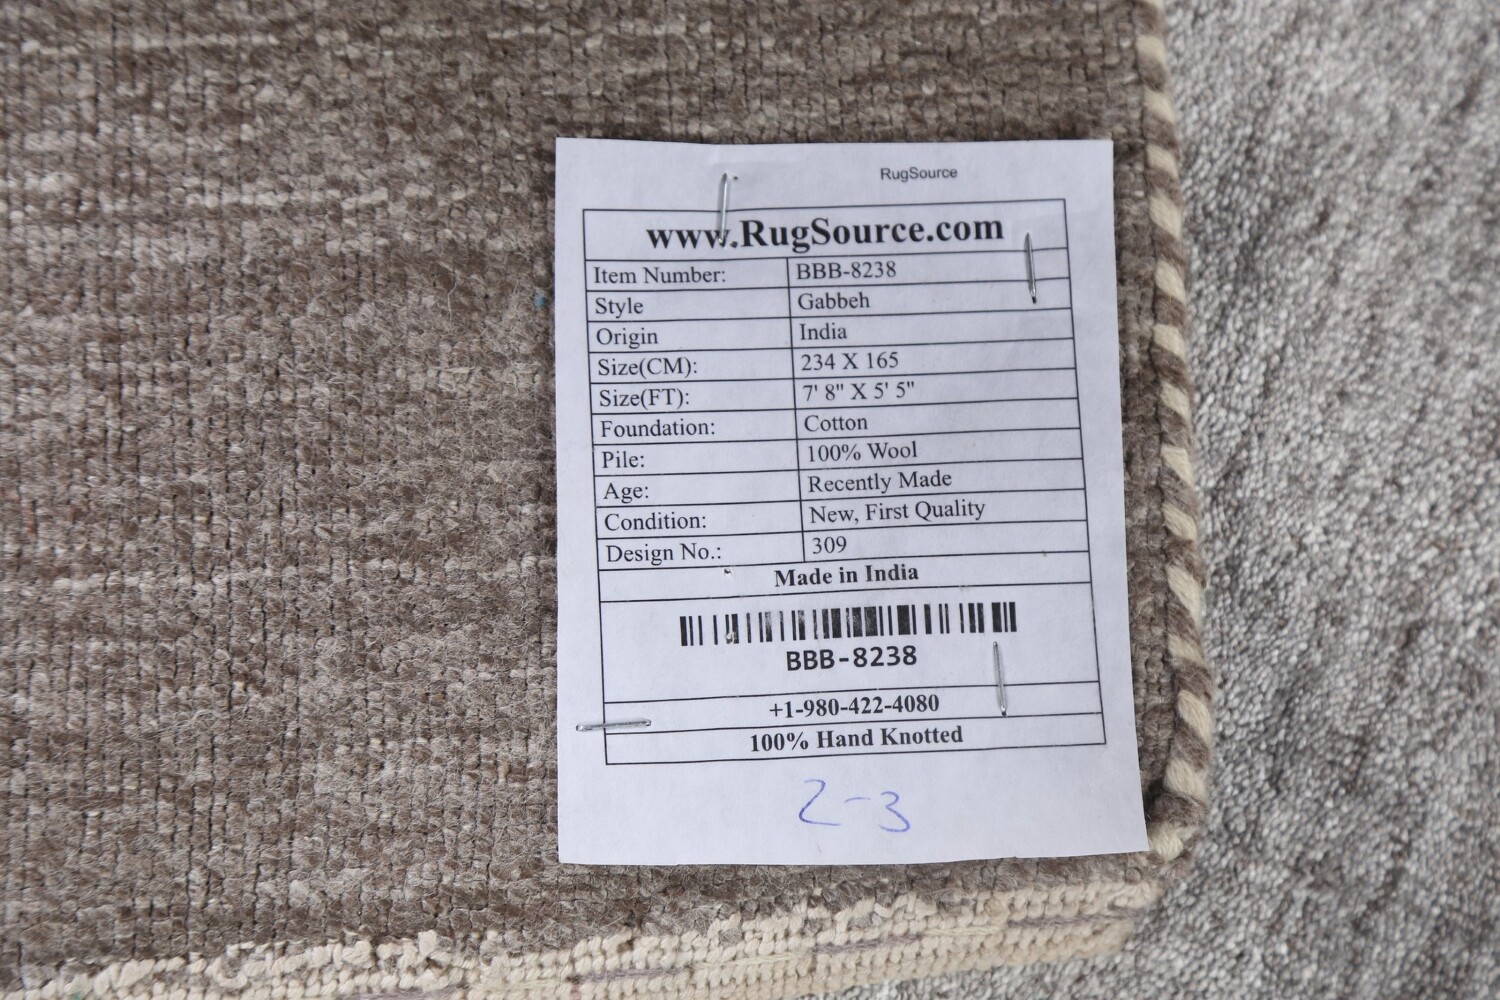 RugSource
www.RugSource.com
Item Number: BBB-8238
Style Gabbeh
Origin India
Size(CM): 234 X 165
Size(FT): 7' 8" X 5' 5"
Foundation: Cotton
Pile: 100% Wool
Age: Recently Made
Condition: New, First Quality
Design No.: 309
Made in India
BBB-8238
+1-980-422-4080
100% Hand Knotted
2-3